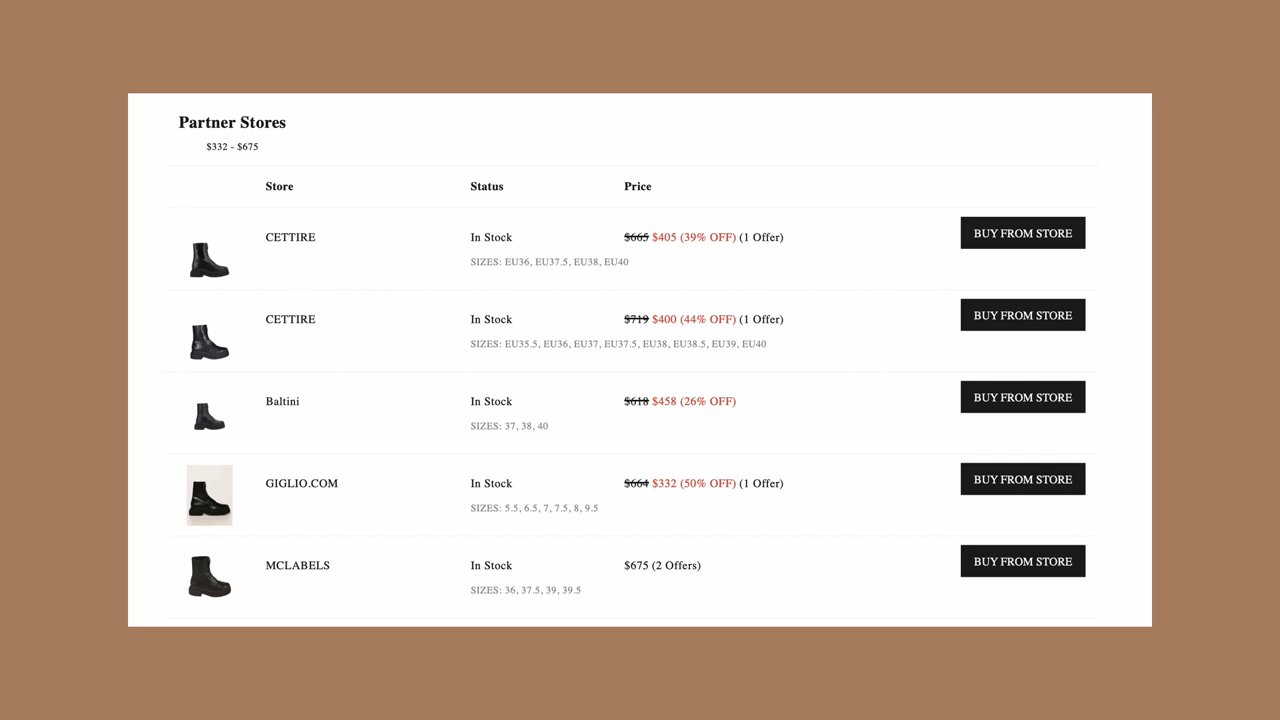 Partner Stores
$332 - $675
Store Status Price
CETTIRE In Stock $665 $405 (39% OFF) (1 Offer) BUY FROM STORE
SIZES: EU36, EU37.5, EU38, EU40
CETTIRE In Stock $719 $400 (44% OFF) (1 Offer) BUY FROM STORE
SIZES: EU35.5, EU36, EU37, EU37.5, EU38, EU38.5, EU39, EU40
Baltini In Stock $618 $458 (26% OFF) BUY FROM STORE
SIZES: 37, 38, 40
GIGLIO.COM In Stock $664 $332 (50% OFF) (1 Offer) BUY FROM STORE
SIZES: 5.5, 6.5, 7, 7.5, 8, 9.5
MCLABELS In Stock $675 (2 Offers) BUY FROM STORE
SIZES: 36, 37.5, 39, 39.5